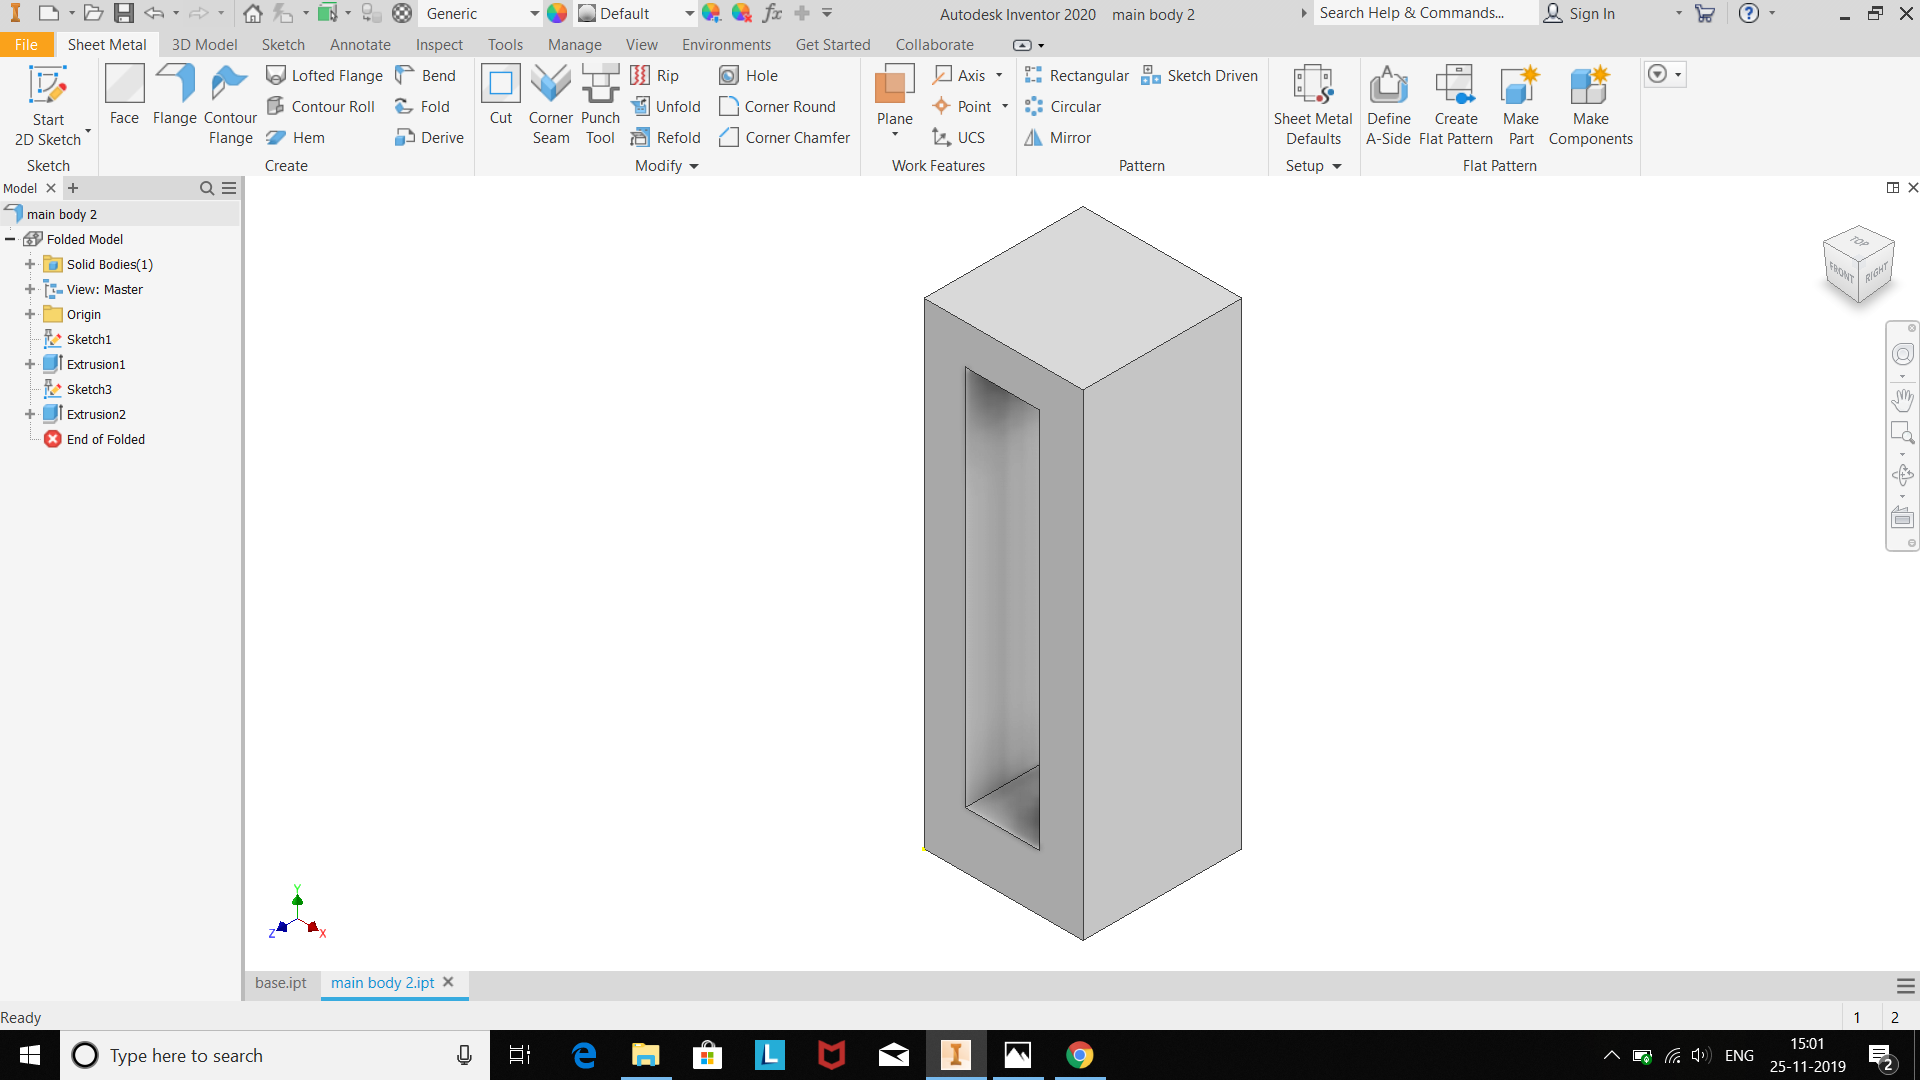 Generic
Default
Autodesk Inventor 2020 main body 2
Search Help & Commands...
Sign In
File Sheet Metal 3D Model Sketch Annotate Inspect Tools Manage View Environments Get Started Collaborate
Start
2D Sketch
Sketch
Face
Flange
Contour
Flange
Lofted Flange
Contour Roll
Hem
Bend
Fold
Derive
Create
Cut
Corner
Seam
Punch
Tool
Rip
Unfold
Refold
Hole
Corner Round
Corner Chamfer
Modify
Plane
Axis
Point
UCS
Work Features
Rectangular
Circular
Mirror
Sketch Driven
Pattern
Sheet Metal
Defaults
Setup
Define
A-Side
Create
Flat Pattern
Make
Part
Make
Components
Flat Pattern
Model
main body 2
Folded Model
Solid Bodies(1)
View: Master
Origin
Sketch1
Extrusion1
Sketch3
Extrusion2
End of Folded
TOP
FRONT
RIGHT
Y
Z
X
base.ipt
main body 2.ipt
Ready
1 2
Type here to search
ENG
15:01
25-11-2019
2